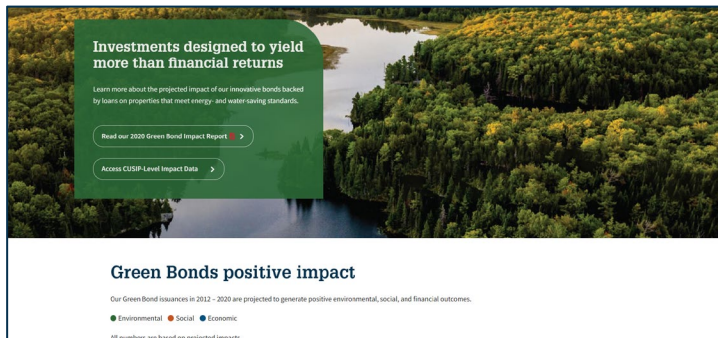 Investments designed to yield
more than financial returns
Learn more about the projected impact of our innovative bonds backed
by loans on properties that meet energy- and water-saving standards.
Read our 2020 Green Bond Impact Report
Access CUSIF-Level Impact Data
Green Bonds positive impact
Our Green Bond issuances in 2012 – 2020 are projected to generate positive environmental, social, and financial outcomes.
Environmental Social Economic
All numbers are based on projected impacts